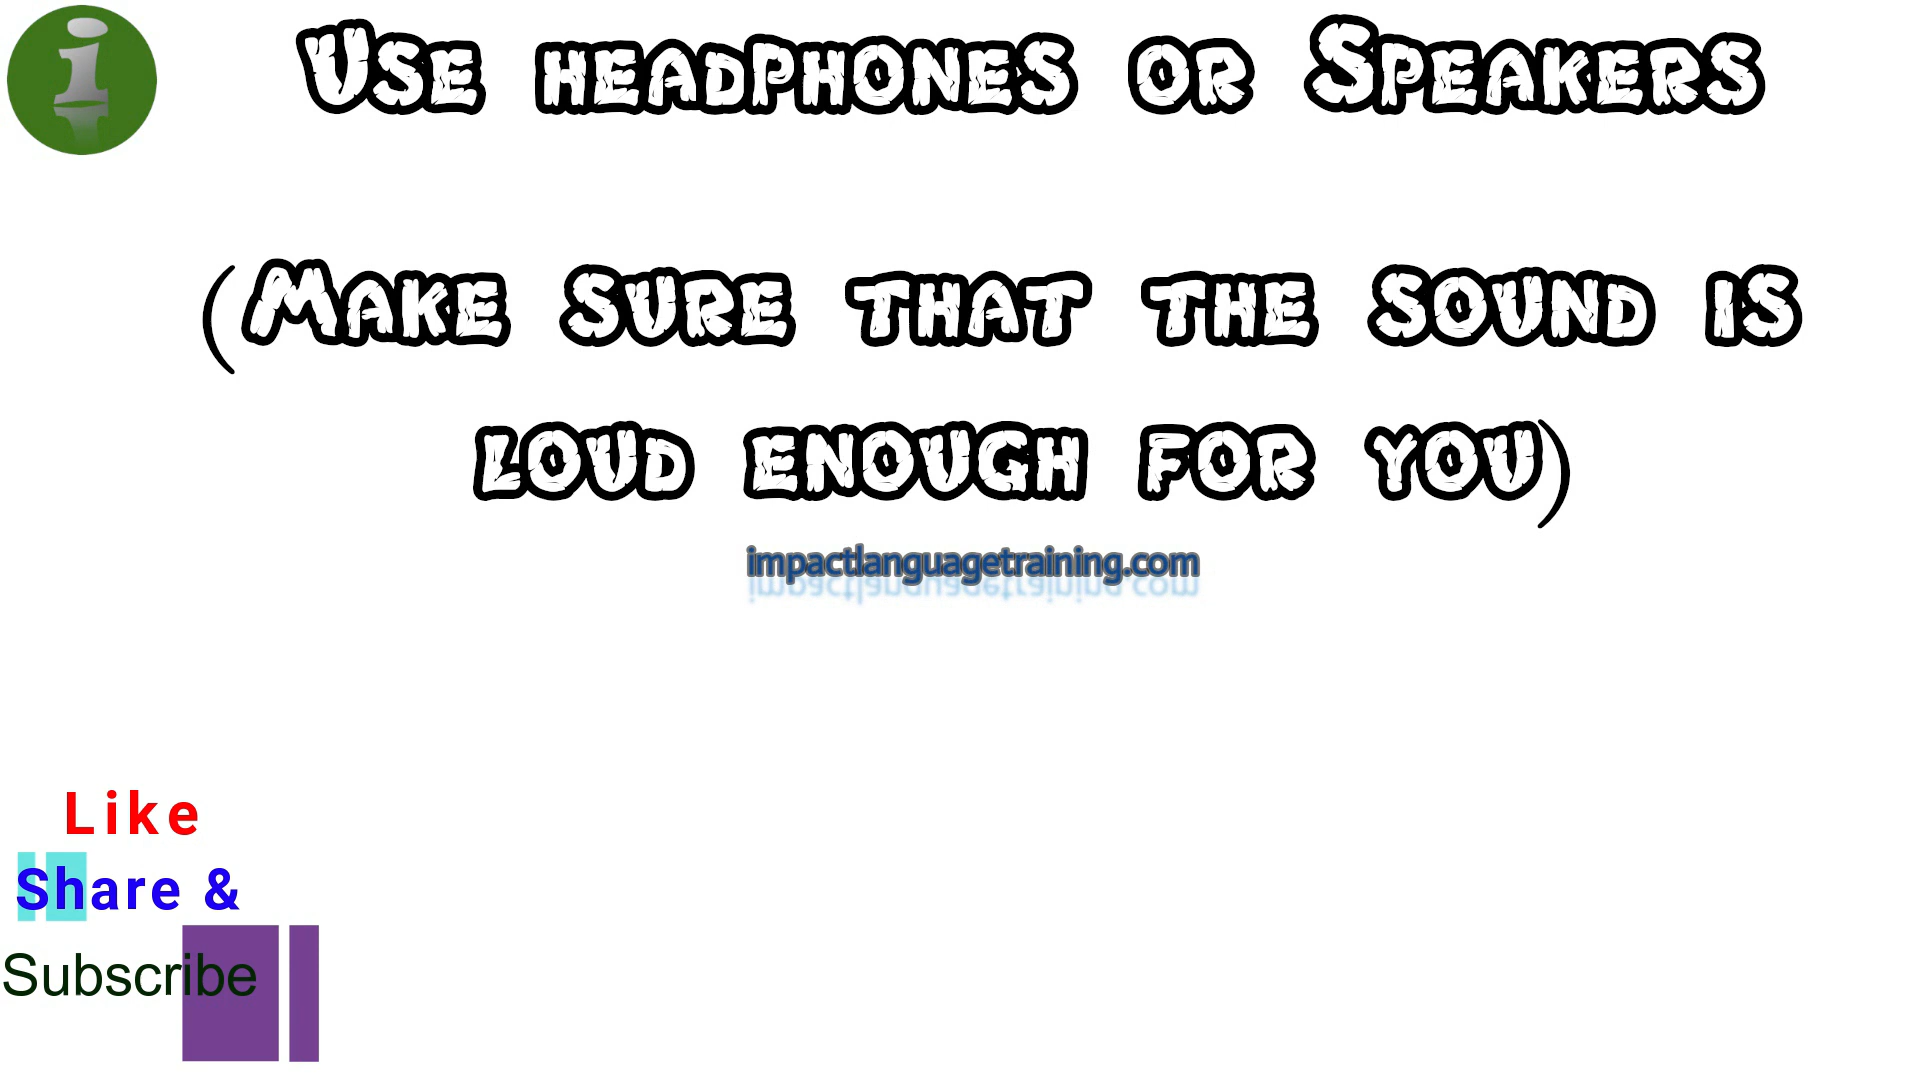 i
Use headphones or Speakers
(Make sure that the sound is
loud enough for you)
impactlanguagetraining.com
Like
Share &
Subscribe